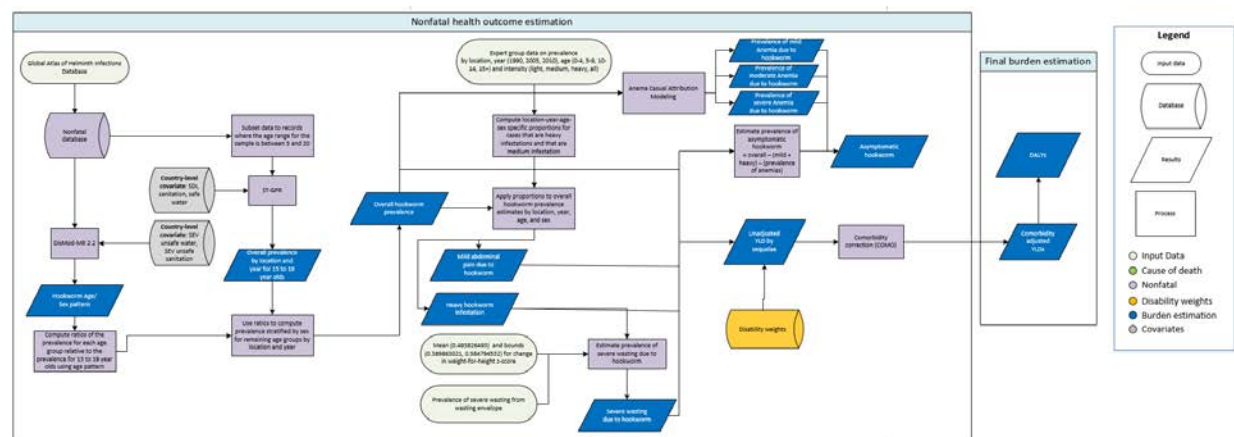 Nonfatal health outcome estimation
Global Atlas of Helminth Infections
Database
Nonfatal
database
Subset data to records
where the age range for the
sample is between 5 and 20
Country-level
covariate: SDI,
sanitation, safe
water
ST-GPR
Country-level
covariate: SEV
unsafe water,
SEV unsafe
sanitation
DisMod-MR 2.2
Overall prevalence
by location and
year for 15 to 19
year olds
Hookworm Age/
Sex pattern
Compute ratios of the
prevalence for each age
group relative to the
prevalence for 15 to 19 year
olds using age pattern
Use ratios to compute
prevalence stratified by sex
for remaining age groups by
location and year
Expert group data on prevalence
by location, year (1990, 2005, 2010), age (0-4, 5-9, 10-
14, 15+) and intensity (light, medium, heavy, all)
Compute location-year-age-
sex specific proportions for
cases that are heavy
infestations and that are
medium infestation
Overall hookworm
prevalence
Apply proportions to overall
hookworm prevalence
estimates by location, year,
age, and sex
Mild abdominal
pain due to
hookworm
Heavy hookworm
infestation
Mean
and bounds
for change
in weight-for-height z-score
Prevalence of severe wasting from
wasting envelope
Estimate prevalence
of severe wasting due to
hookworm
Severe wasting
due to hookworm
Anemia Casual Attribution
Modeling
Prevalence of mild
Anemia due to
hookworm
Prevalence of
moderate Anemia
due to hookworm
Prevalence of
severe Anemia
due to hookworm
Estimate prevalence of
asymptomatic
hookworm
= overall – (mild +
heavy) – (prevalence
of anemias)
Asymptomatic
hookworm
Unadjusted
YLD by
sequelae
Comorbidity
correction (COMO)
Disability weights
Final burden estimation
DALYs
Comorbidity
adjusted
YLDs
Legend
Input data
Database
Results
Process
Input Data
Cause of death
Nonfatal
Disability weights
Burden estimation
Covariates